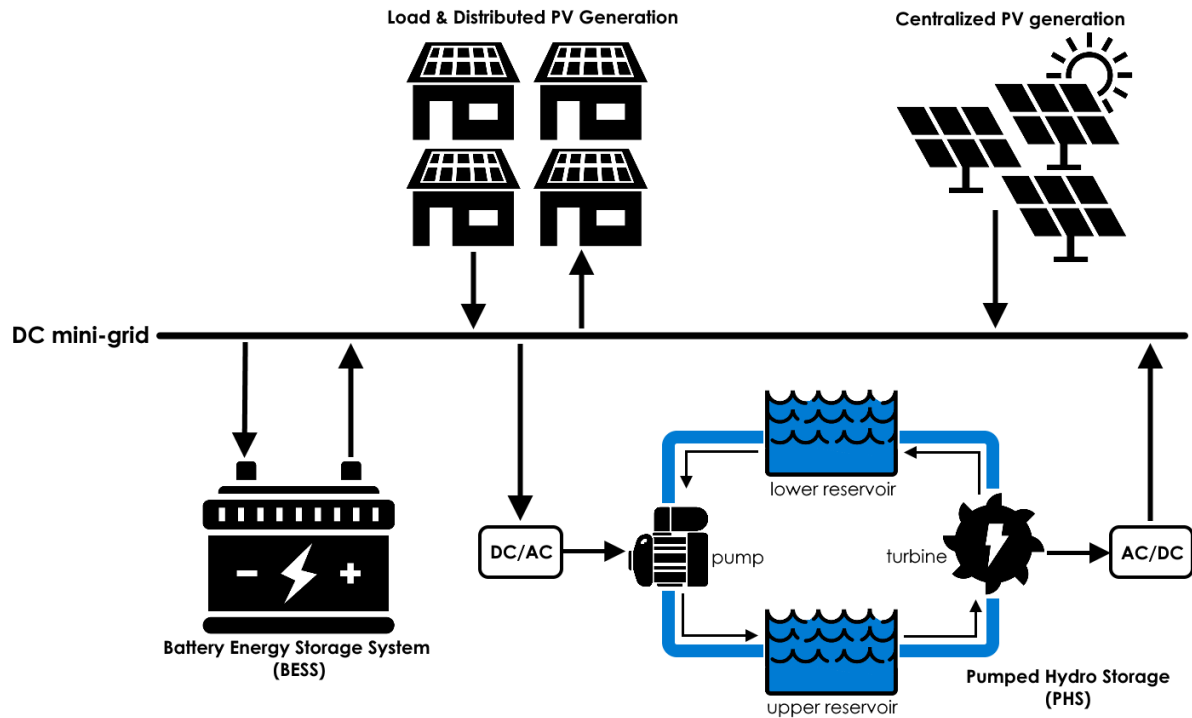 Load & Distributed PV Generation
Centralized PV generation
DC mini-grid
lower reservoir
DC/AC
pump
turbine
AC/DC
Battery Energy Storage System
(BESS)
upper reservoir
Pumped Hydro Storage
(PHS)